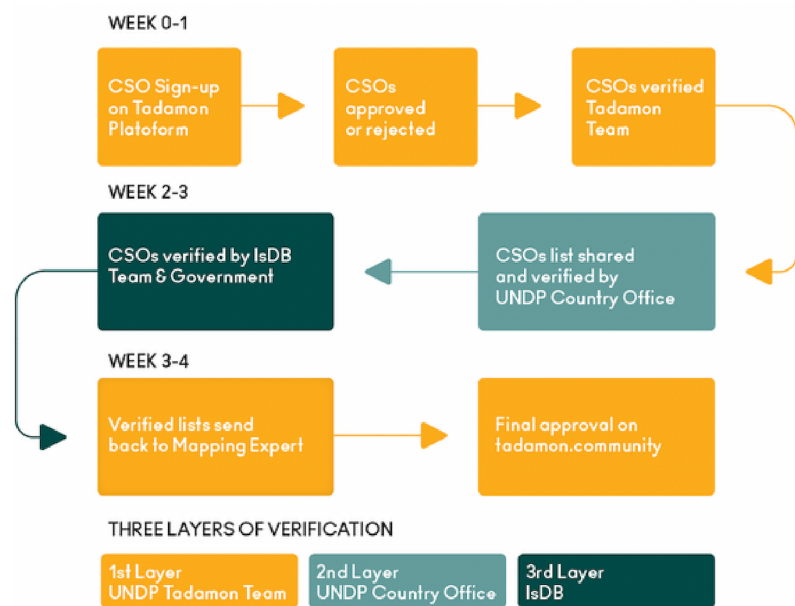 WEEK 0-1
CSO Sign-up
on Tadamon
Platoform
CSOs
approved
or rejected
CSOs verified
Tadamon
Team
WEEK 2-3
CSOs verified by IsDB
Team & Government
CSOs list shared
and verified by
UNDP Country Office
WEEK 3-4
Verified lists send
back to Mapping Expert
Final approval on
tadamon.community
THREE LAYERS OF VERIFICATION
1st Layer
UNDP Tadamon Team
2nd Layer
UNDP Country Office
3rd Layer
IsDB